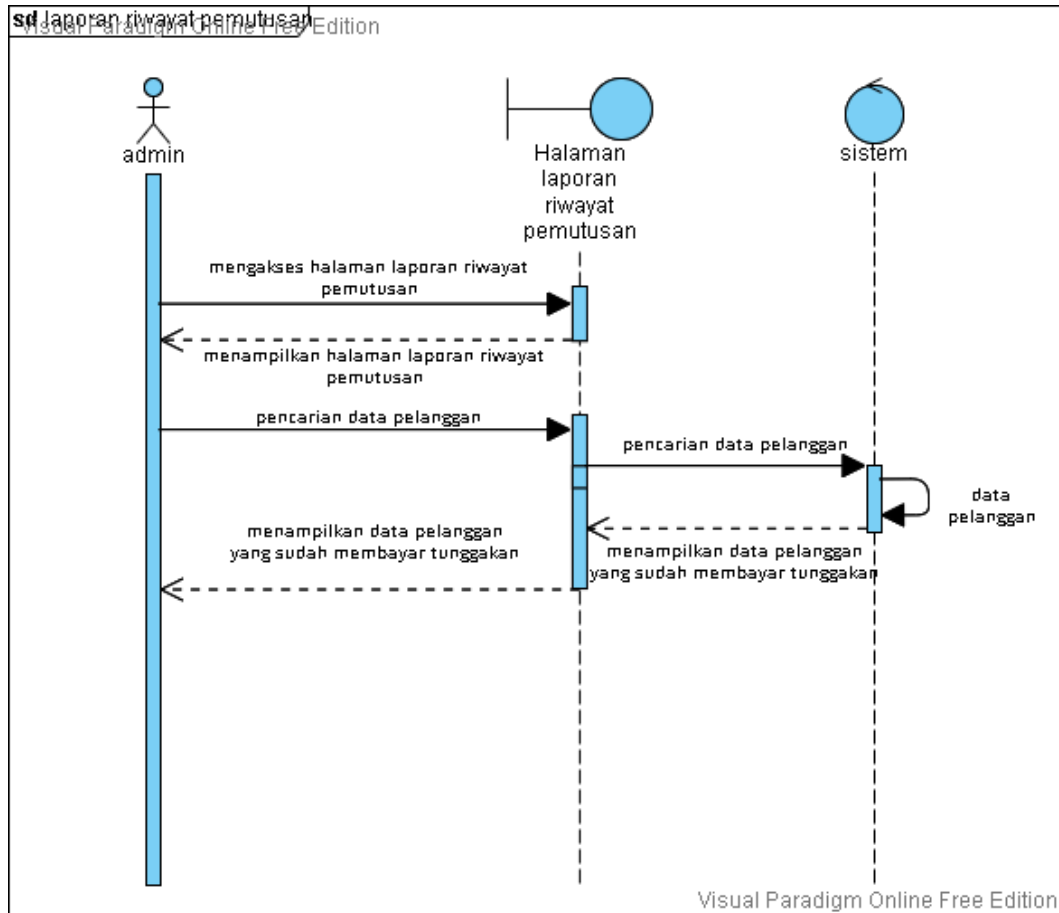 sd laporan riwayat pemutusan
Visual Paradigm Online Free Edition
admin
Halaman
laporan
riwayat
pemutusan
sistem
mengakses halaman laporan riwayat
pemutusan
menampilkan halaman laporan riwayat
pemutusan
pencarian data pelanggan
pencarian data pelanggan
data
pelanggan
menampilkan data pelanggan
yang sudah membayar tunggakan
menampilkan data pelanggan
yang sudah membayar tunggakan
Visual Paradigm Online Free Edition